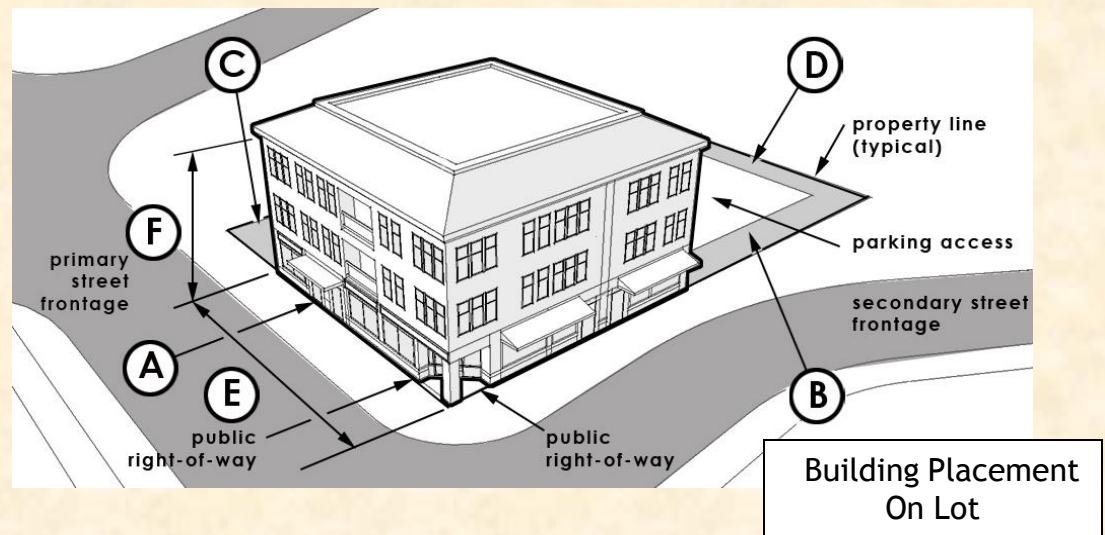 C
D
property line
(typical)
F
primary
street
frontage
parking access
secondary street
frontage
A
E
B
public
right-of-way
public
right-of-way
Building Placement
On Lot